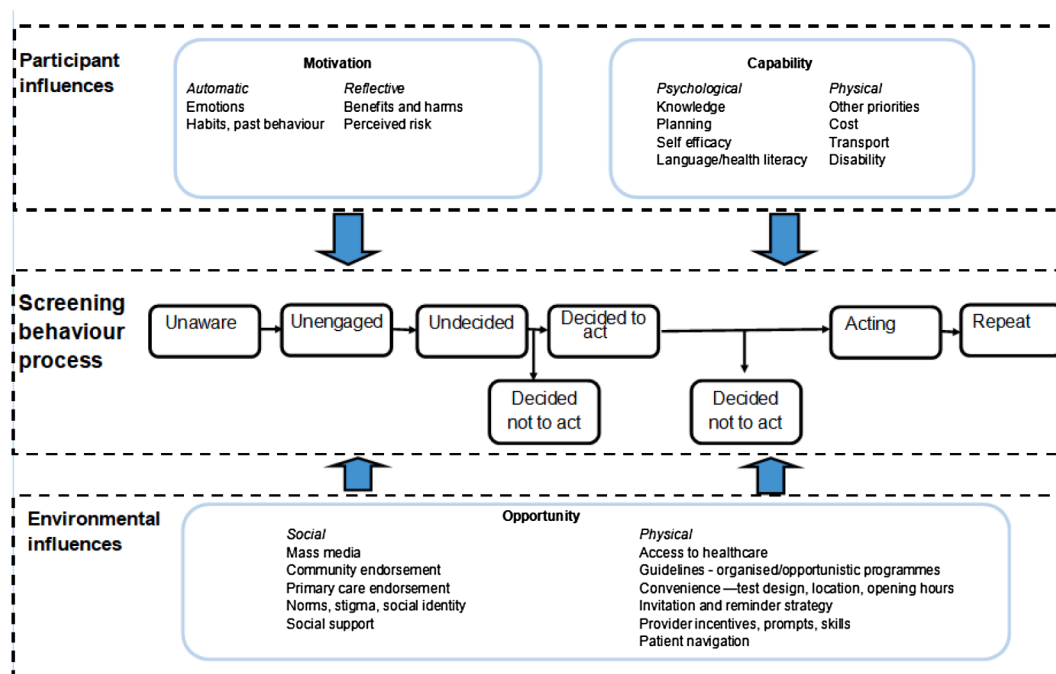 Participant
influences
Motivation
Automatic
Emotions
Habits, past behaviour
Reflective
Benefits and harms
Perceived risk
Capability
Psychological
Knowledge
Planning
Self efficacy
Language/health literacy
Physical
Other priorities
Cost
Transport
Disability
Screening
behaviour
process
Unaware
Unengaged
Undecided
Decided to
act
Acting
Repeat
Decided
not to act
Decided
not to act
Environmental
influences
Opportunity
Social
Mass media
Community endorsement
Primary care endorsement
Norms, stigma, social identity
Social support
Physical
Access to healthcare
Guidelines - organised/opportunistic programmes
Convenience —test design, location, opening hours
Invitation and reminder strategy
Provider incentives, prompts, skills
Patient navigation